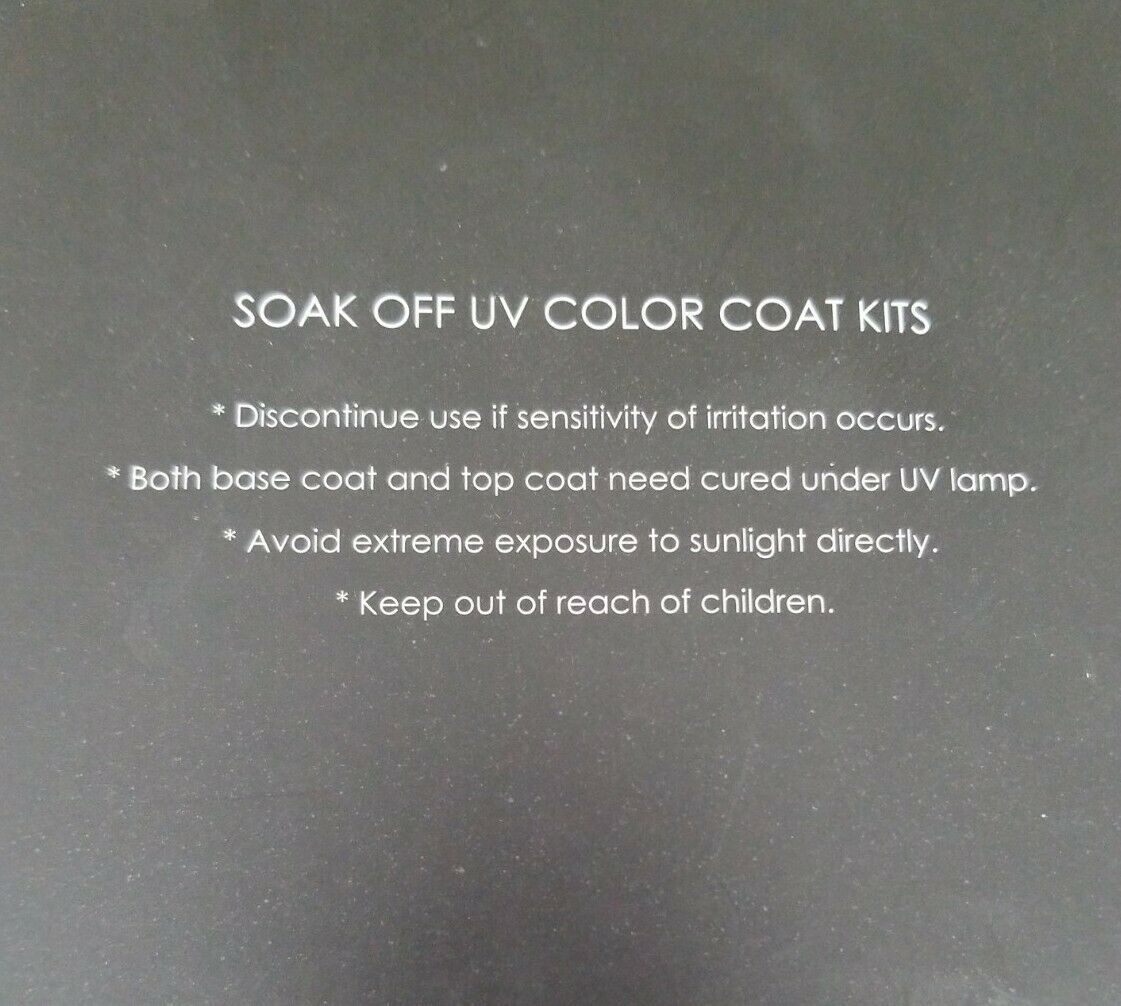 SOAK OFF UV COLOR COAT KITS
* Discontinue use if sensitivity of irritation occurs.
* Both base coat and top coat need cured under UV lamp.
* Avoid extreme exposure to sunlight directly.
* Keep out of reach of children.